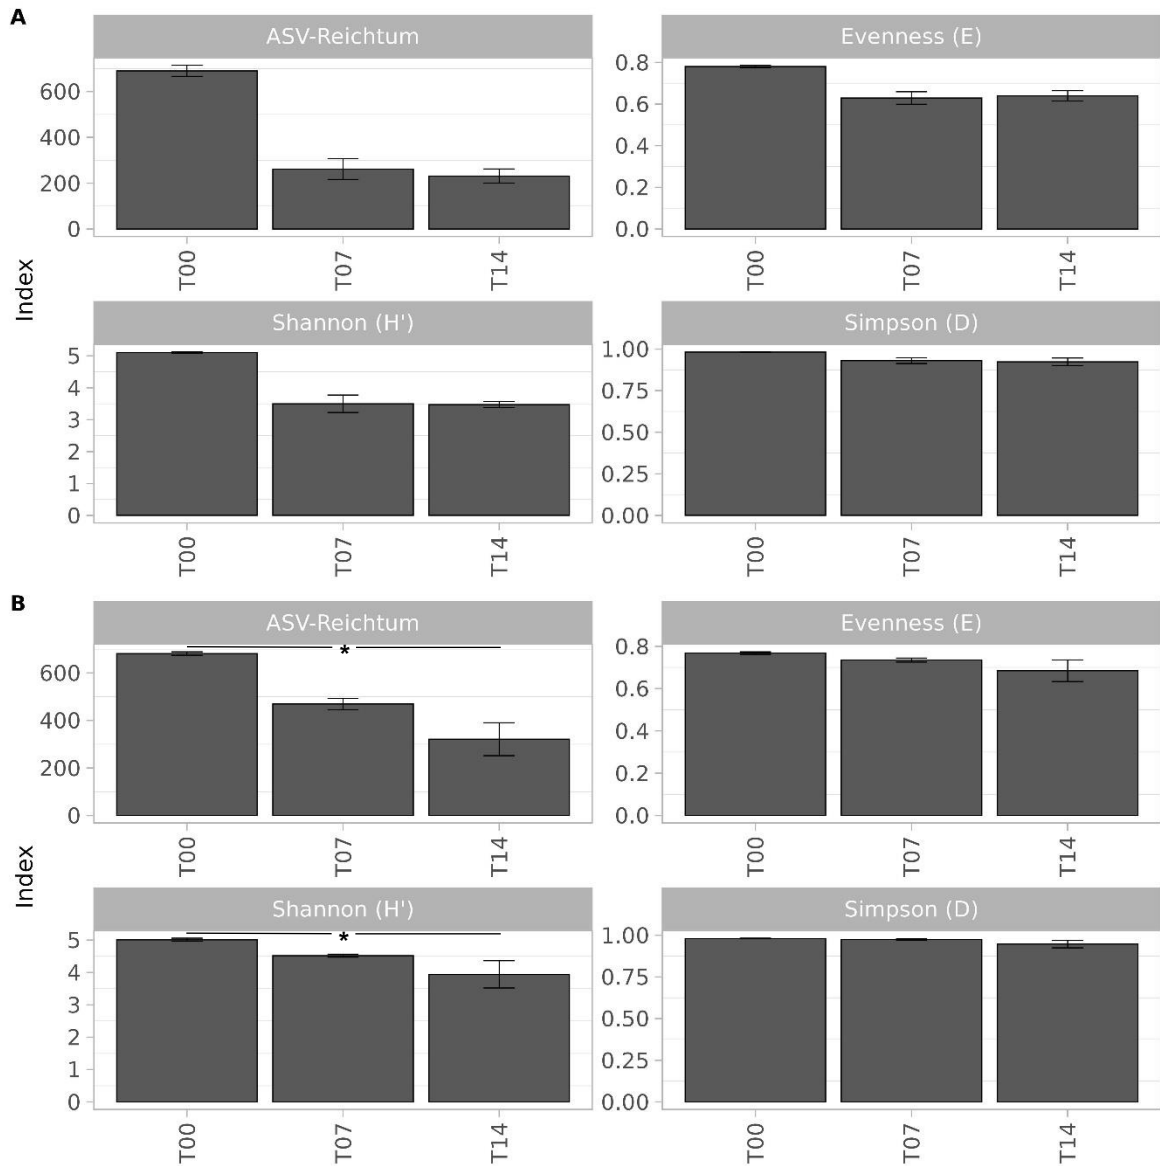 A
ASV-Reichtum
Evenness (E)
600
400
200
0
0.8
0.6
0.4
0.2
0.0
T00
T07
T14
T00
T07
T14
Index
Shannon (H')
Simpson (D)
5
4
3
2
1
0
1.00
0.75
0.50
0.25
0.00
T00
T07
T14
T00
T07
T14
B
ASV-Reichtum
Evenness (E)
*
600
400
200
0
0.8
0.6
0.4
0.2
0.0
T00
T07
T14
T00
T07
T14
Index
Shannon (H')
Simpson (D)
*
5
4
3
2
1
0
1.00
0.75
0.50
0.25
0.00
T00
T07
T14
T00
T07
T14